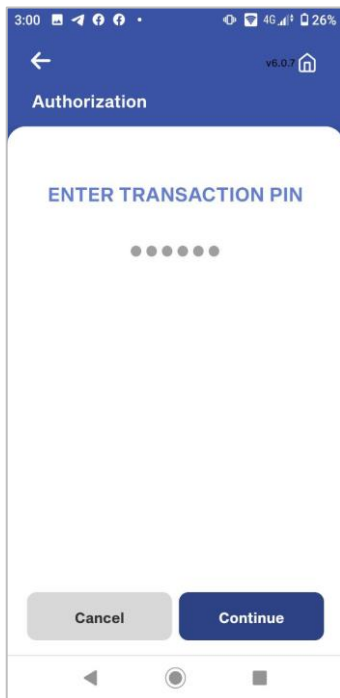 3:00 4G 26%
v6.0.7
Authorization
ENTER TRANSACTION PIN
Cancel Continue